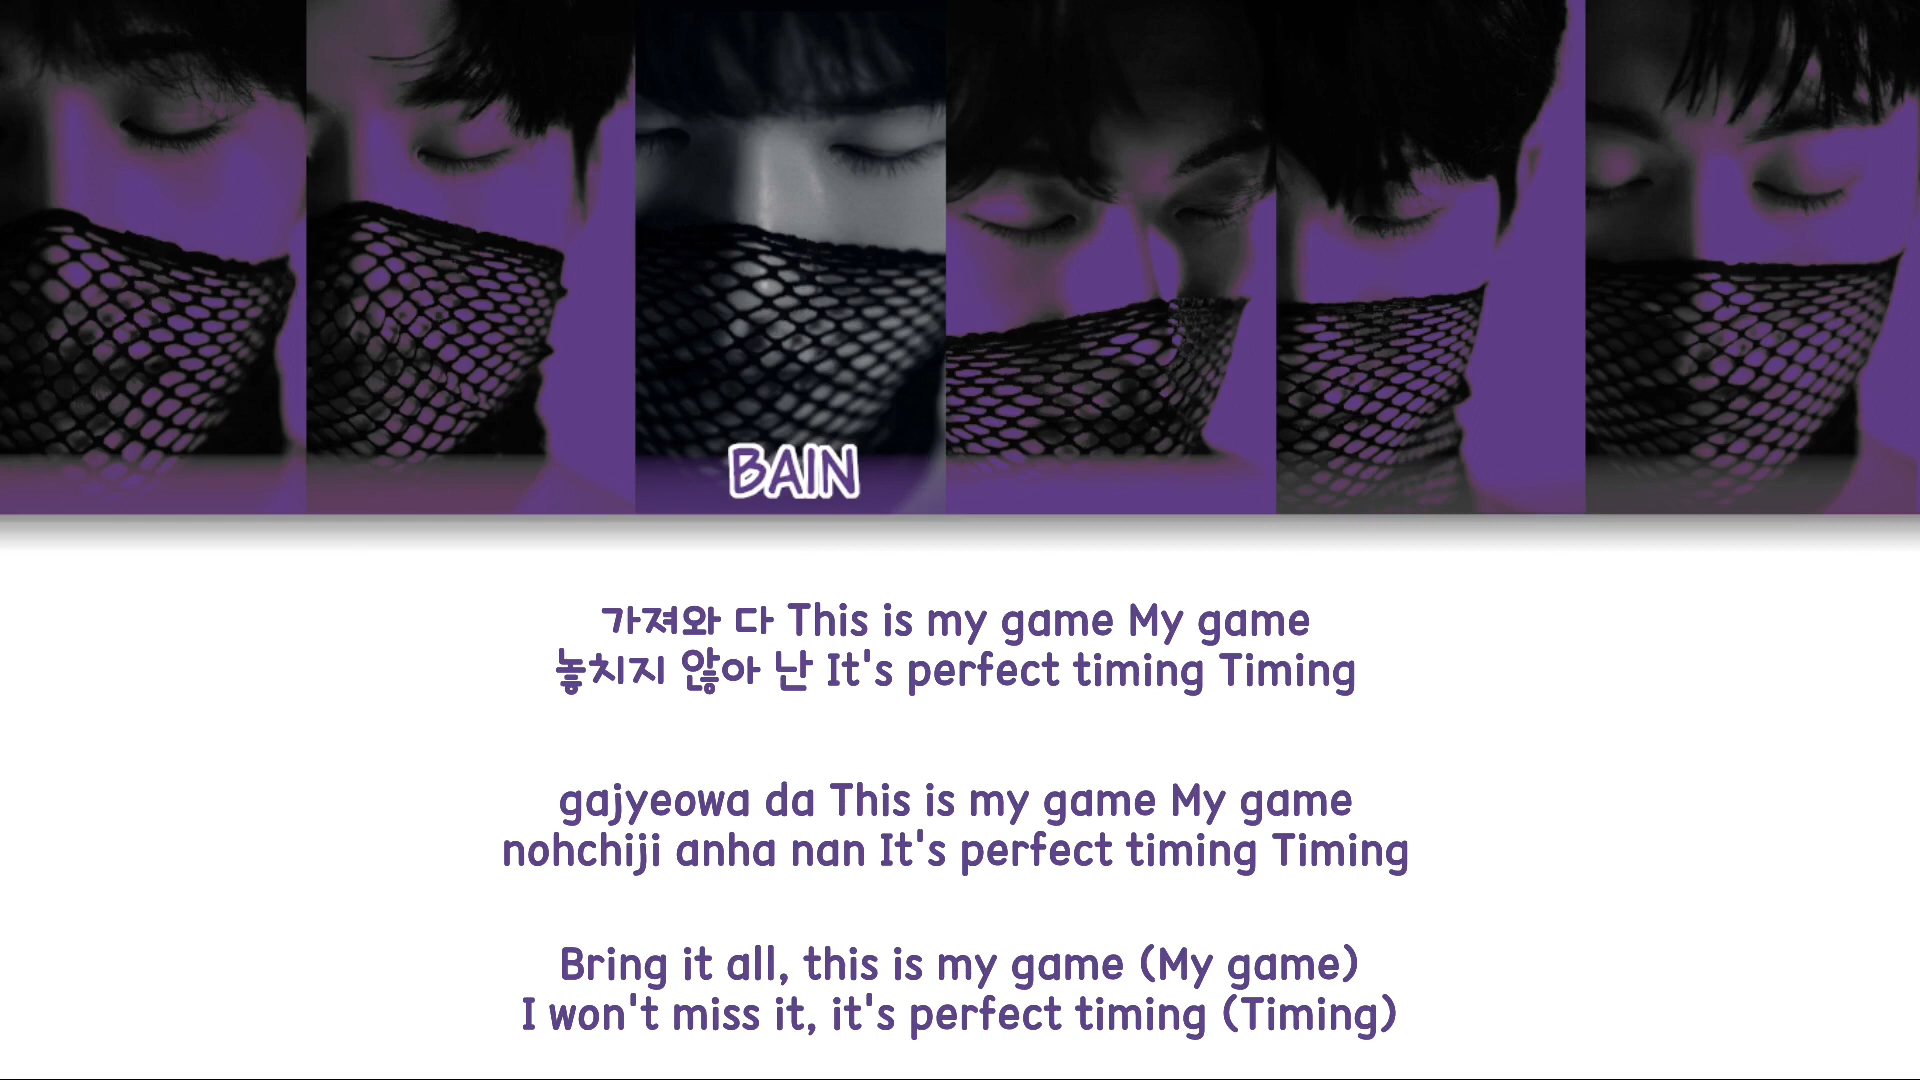 BAIN
가져와 다 This is my game My game
놓치지 않아 난 It's perfect timing Timing
gajyeowa da This is my game My game
nohchiji anha nan It's perfect timing Timing
Bring it all, this is my game (My game)
I won't miss it, it's perfect timing (Timing)